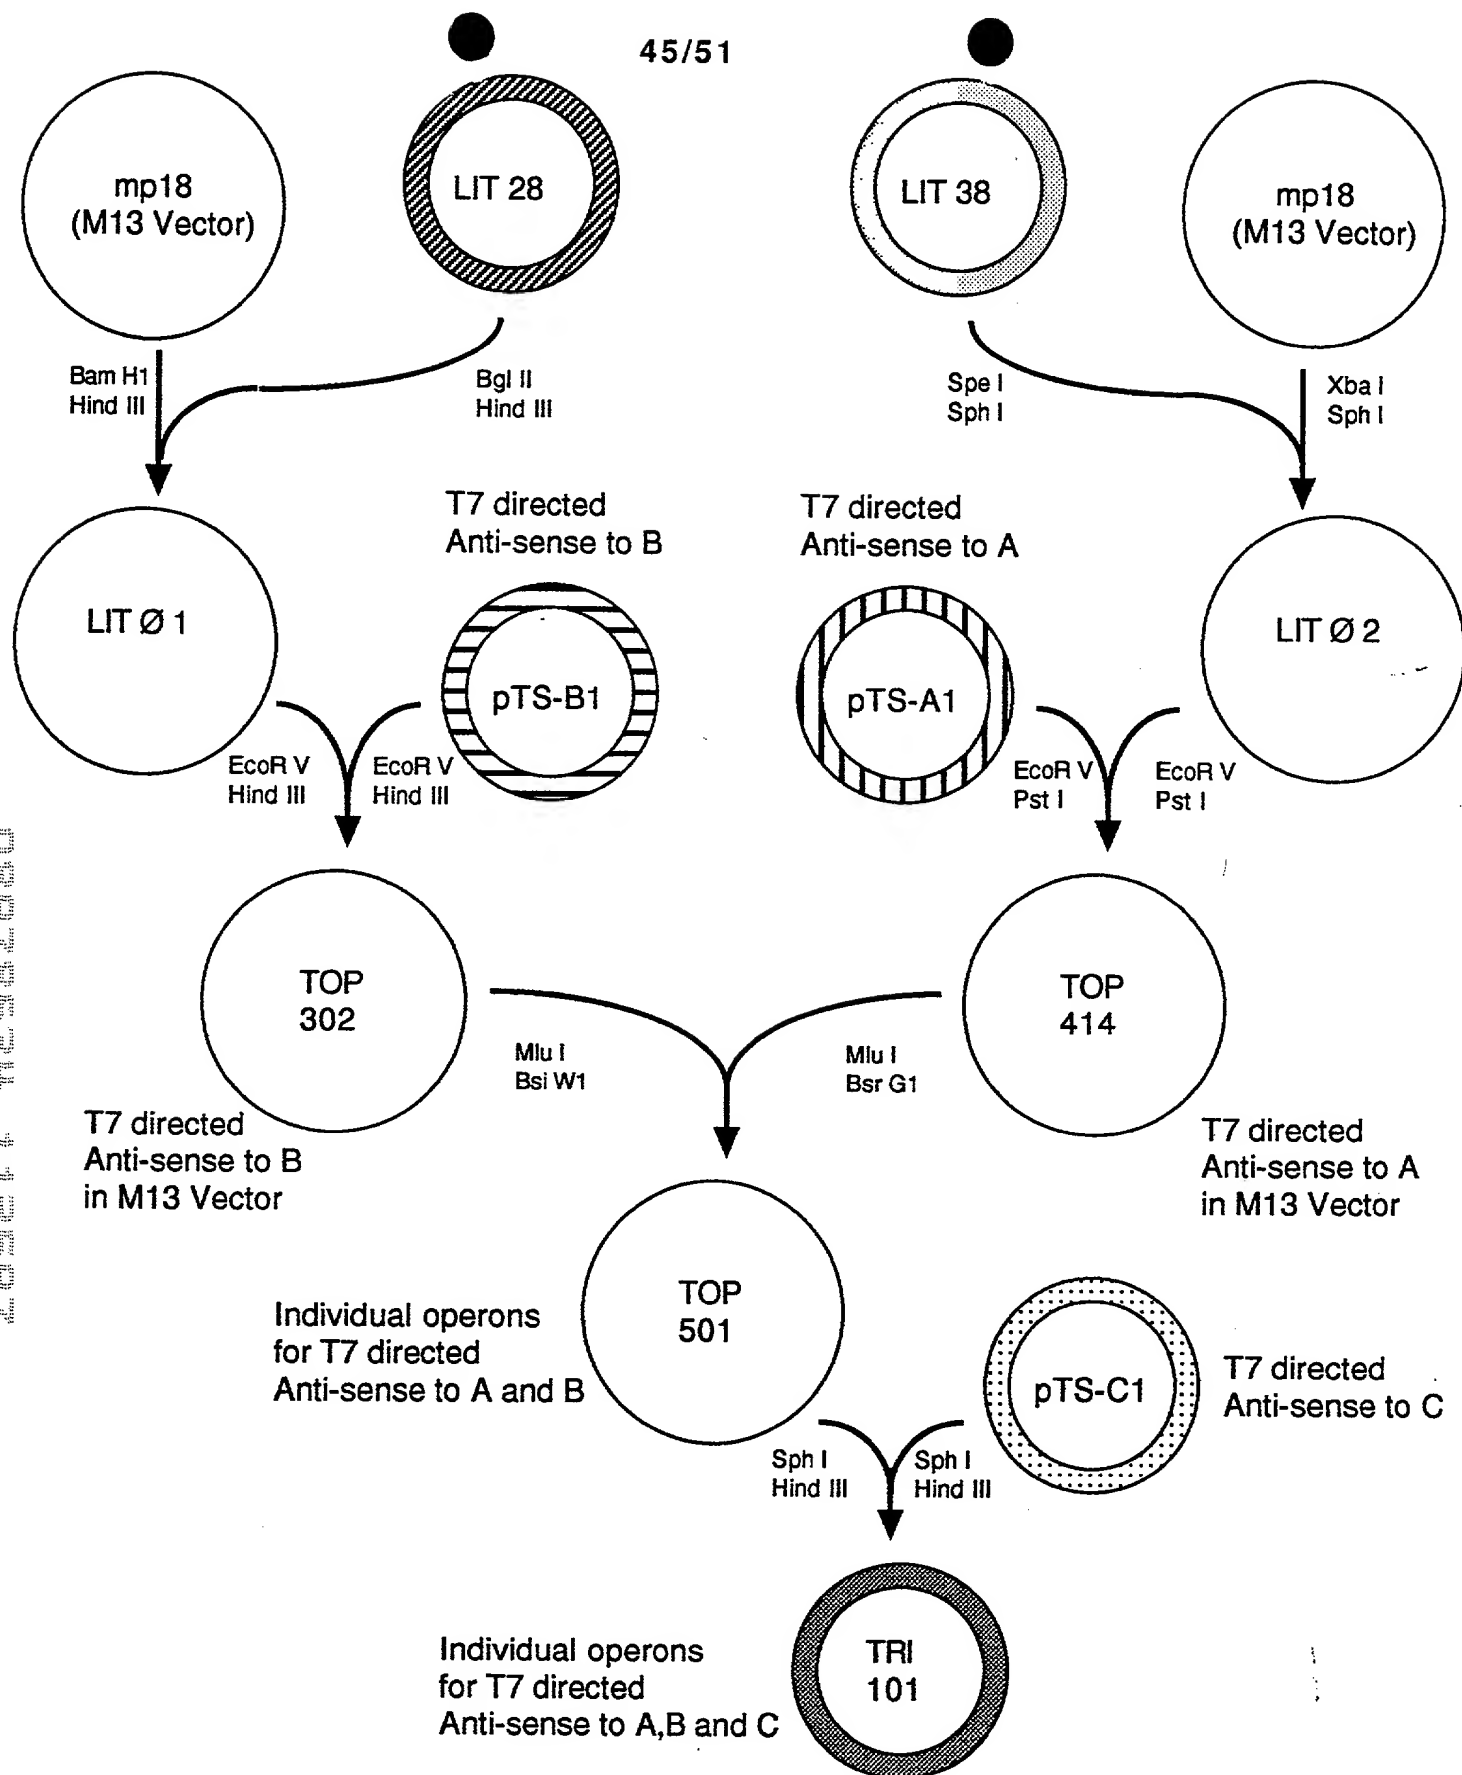 45/51
mp18
(M13 Vector)
LIT 28
LIT 38
mp18
(M13 Vector)
Bam H1
Hind III
Bgl II
Hind III
Spe I
Sph I
Xba I
Sph I
T7 directed
Anti-sense to B
T7 directed
Anti-sense to A
LIT Ø 1
pTS-B1
pTS-A1
LIT Ø 2
EcoR V
Hind III
EcoR V
Hind III
EcoR V
Pst I
EcoR V
Pst I
TOP
302
TOP
414
Mlu I
Bsi W1
Mlu I
Bsr G1
T7 directed
Anti-sense to B
in M13 Vector
T7 directed
Anti-sense to A
in M13 Vector
TOP
501
Individual operons
for T7 directed
Anti-sense to A and B
pTS-C1
T7 directed
Anti-sense to C
Sph I
Hind III
Sph I
Hind III
TRI
101
Individual operons
for T7 directed
Anti-sense to A,B and C